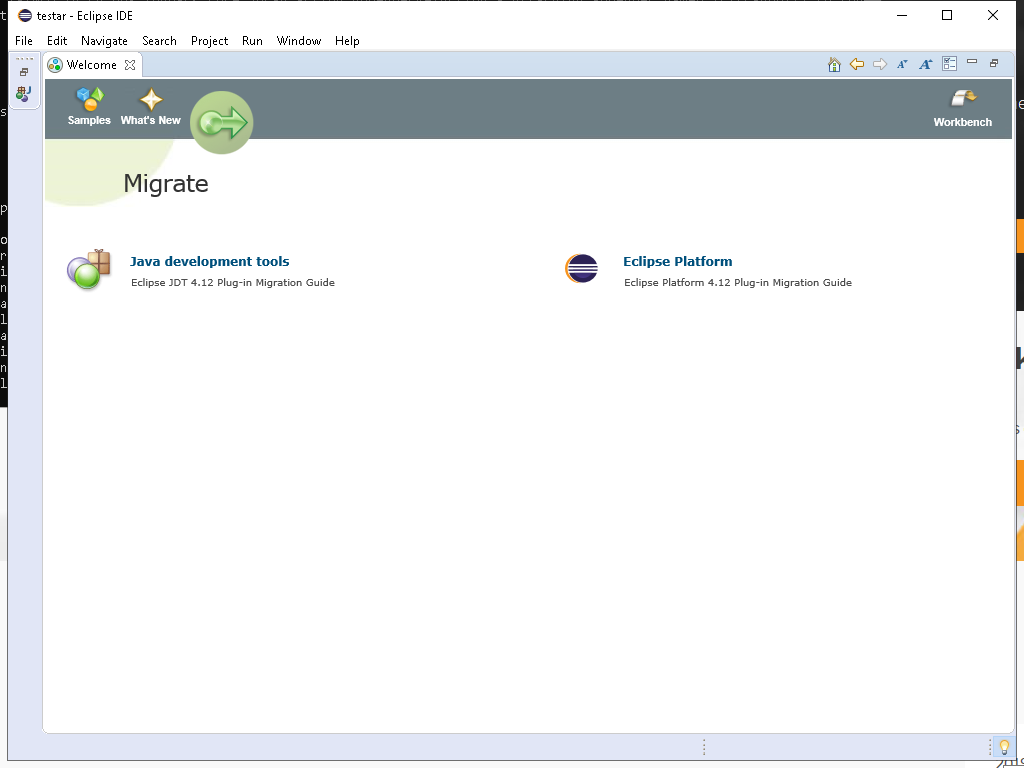 testar - Eclipse IDE
File Edit Navigate Search Project Run Window Help
Welcome
Samples What's New Workbench
Migrate
Java development tools
Eclipse JDT 4.12 Plug-in Migration Guide
Eclipse Platform
Eclipse Platform 4.12 Plug-in Migration Guide